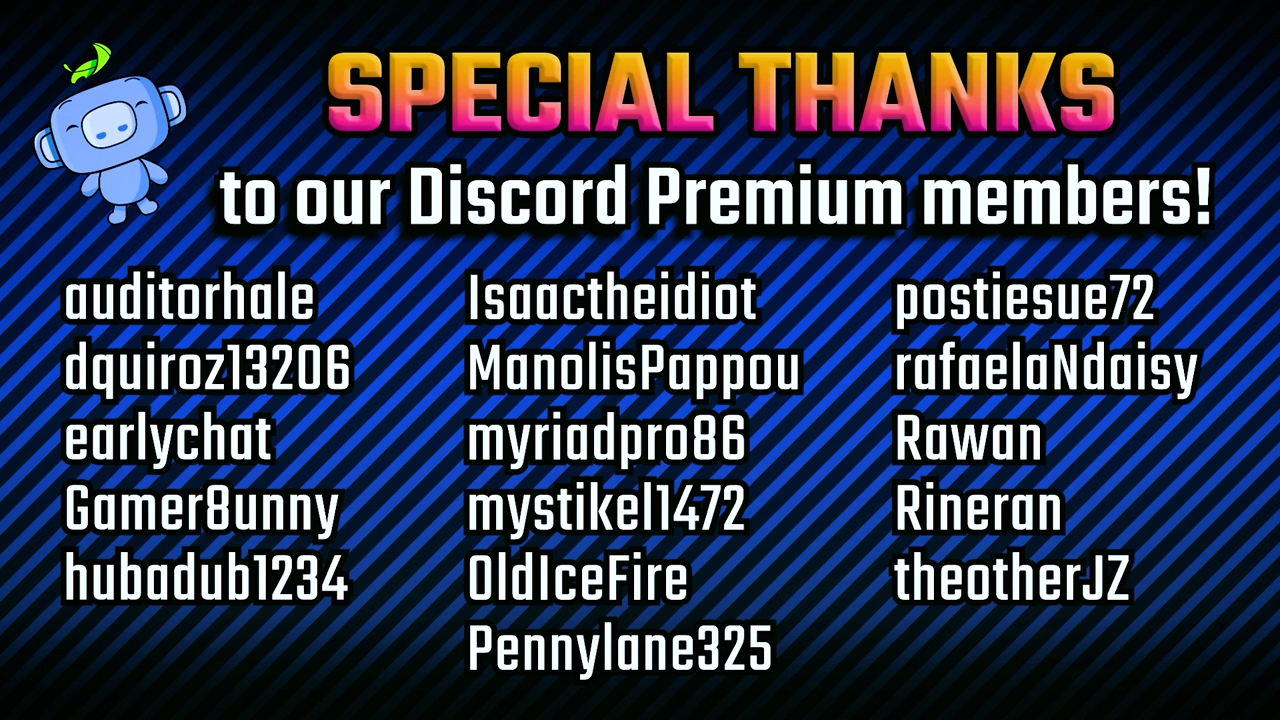 SPECIAL THANKS
to our Discord Premium members!
auditorhale
dquiroz13206
earlychat
Gamer8unny
hubadub1234
Isaactheidiot
ManolisPappou
myriadpro86
mystikel1472
OldIceFire
Pennylane325
postiesue72
rafaelaNdaisy
Rawan
Rineran
theotherJZ